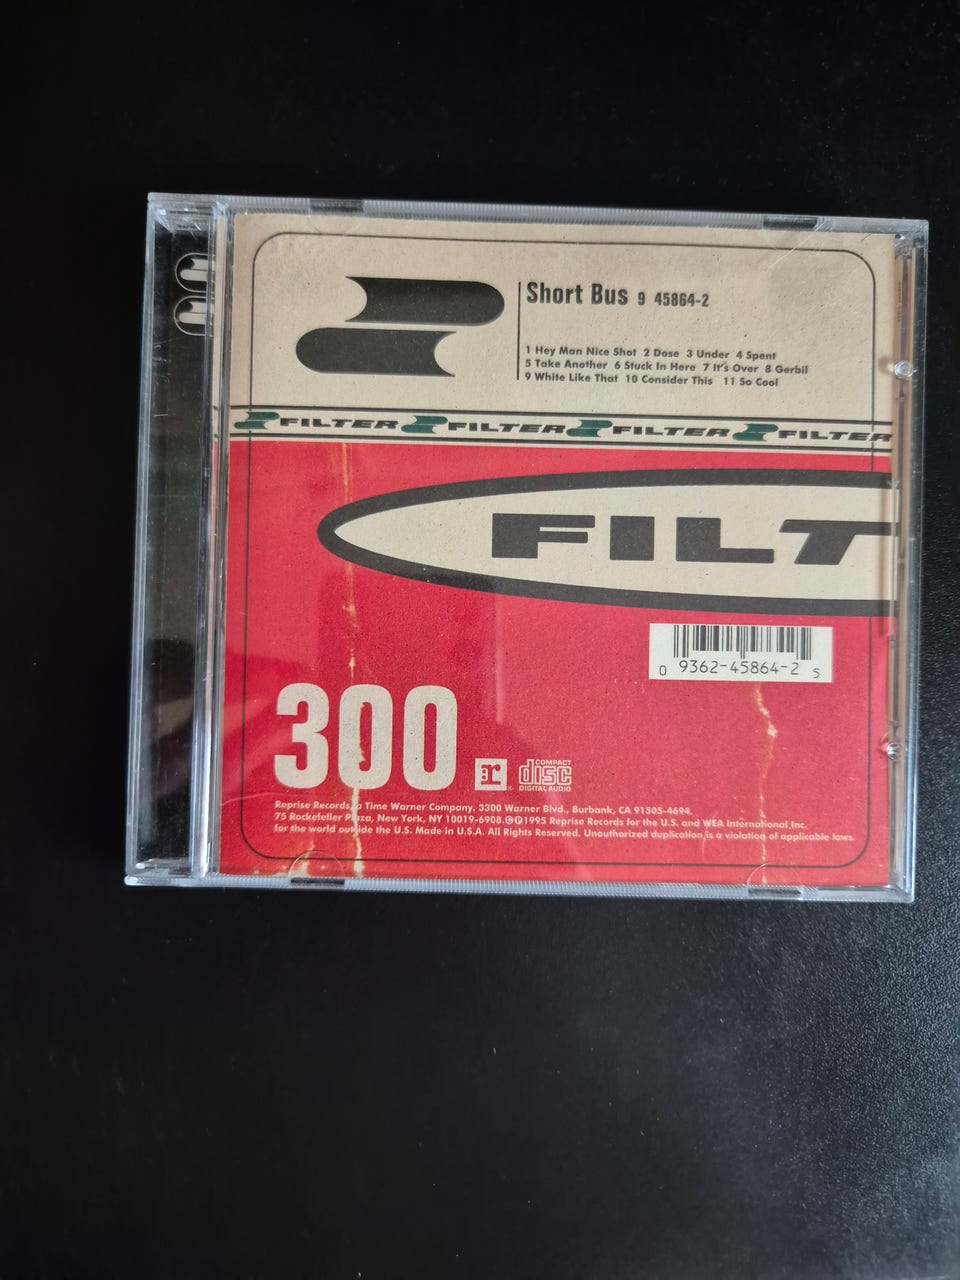 Short Bus 9 45864-2
1 Hey Man Nice Shot 2 Dose 3 Under 4 Spent
5 Take Another 6 Stuck In Here 7 It's Over 8 Gerbil
9 White Like That 10 Consider This 11 So Cool
FILTER FILTER FILTER FILTER
FILT
0 9362-45864-2 5
300
r ® COMPACT
disc
DIGITAL AUDIO
Reprise Records, a Time Warner Company. 3300 Warner Blvd., Burbank, CA 91505-4694.
75 Rockefeller Plaza, New York, NY 10019-6908. ©℗1995 Reprise Records for the U.S. and WEA International Inc.
for the world outside the U.S. Made in U.S.A. All Rights Reserved. Unauthorized duplication is a violation of applicable laws.